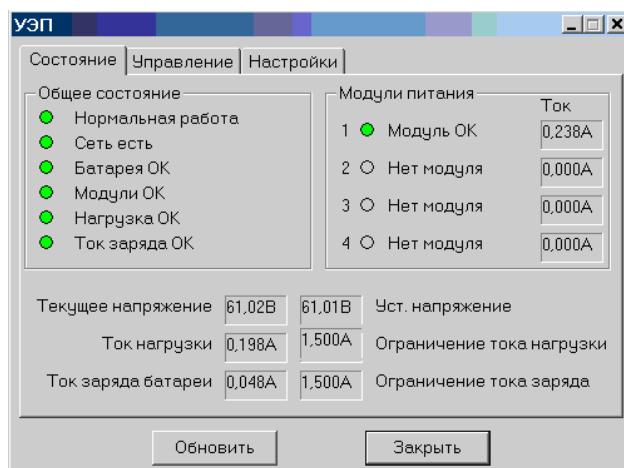 УЭП
Состояние Управление Настройки
Общее состояние
Нормальная работа
Сеть есть
Батарея ОК
Модули ОК
Нагрузка ОК
Ток заряда ОК
Модули питания
Ток
1 Модуль ОК 0,238А
2 Нет модуля 0,000А
3 Нет модуля 0,000А
4 Нет модуля 0,000А
Текущее напряжение 61,02В 61,01В Уст. напряжение
Ток нагрузки 0,198А 1,500А Ограничение тока нагрузки
Ток заряда батареи 0,048А 1,500А Ограничение тока заряда
Обновить Закрыть